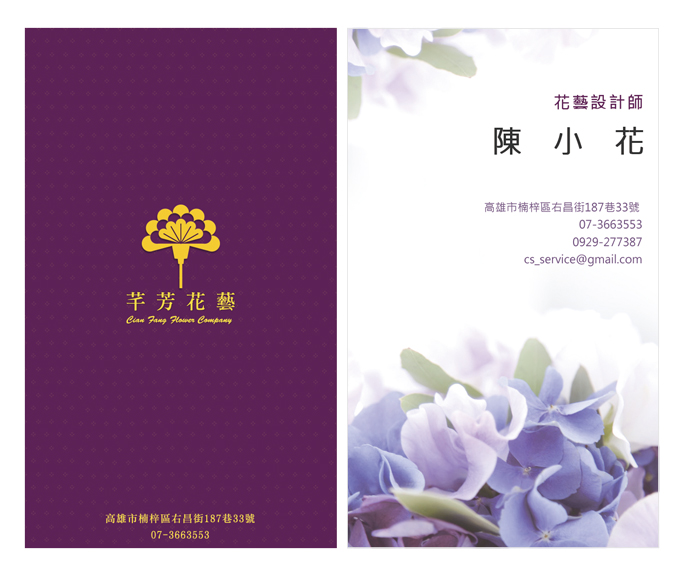 芊芳花藝
Cian Fang Flower Company
高雄市楠梓區右昌街187巷33號
07-3663553
花藝設計師
陳小花
高雄市楠梓區右昌街187巷33號
07-3663553
0929-277387
cs_service@gmail.com